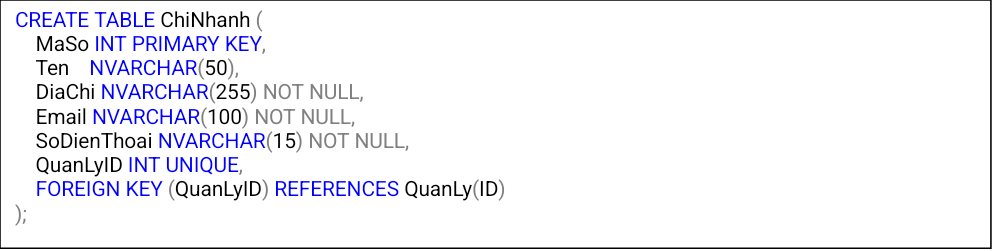 CREATE TABLE ChiNhanh (
MaSo INT PRIMARY KEY,
Ten NVARCHAR(50),
DiaChi NVARCHAR(255) NOT NULL,
Email NVARCHAR(100) NOT NULL,
SoDienThoai NVARCHAR(15) NOT NULL,
QuanLyID INT UNIQUE,
FOREIGN KEY (QuanLyID) REFERENCES QuanLy(ID)
);